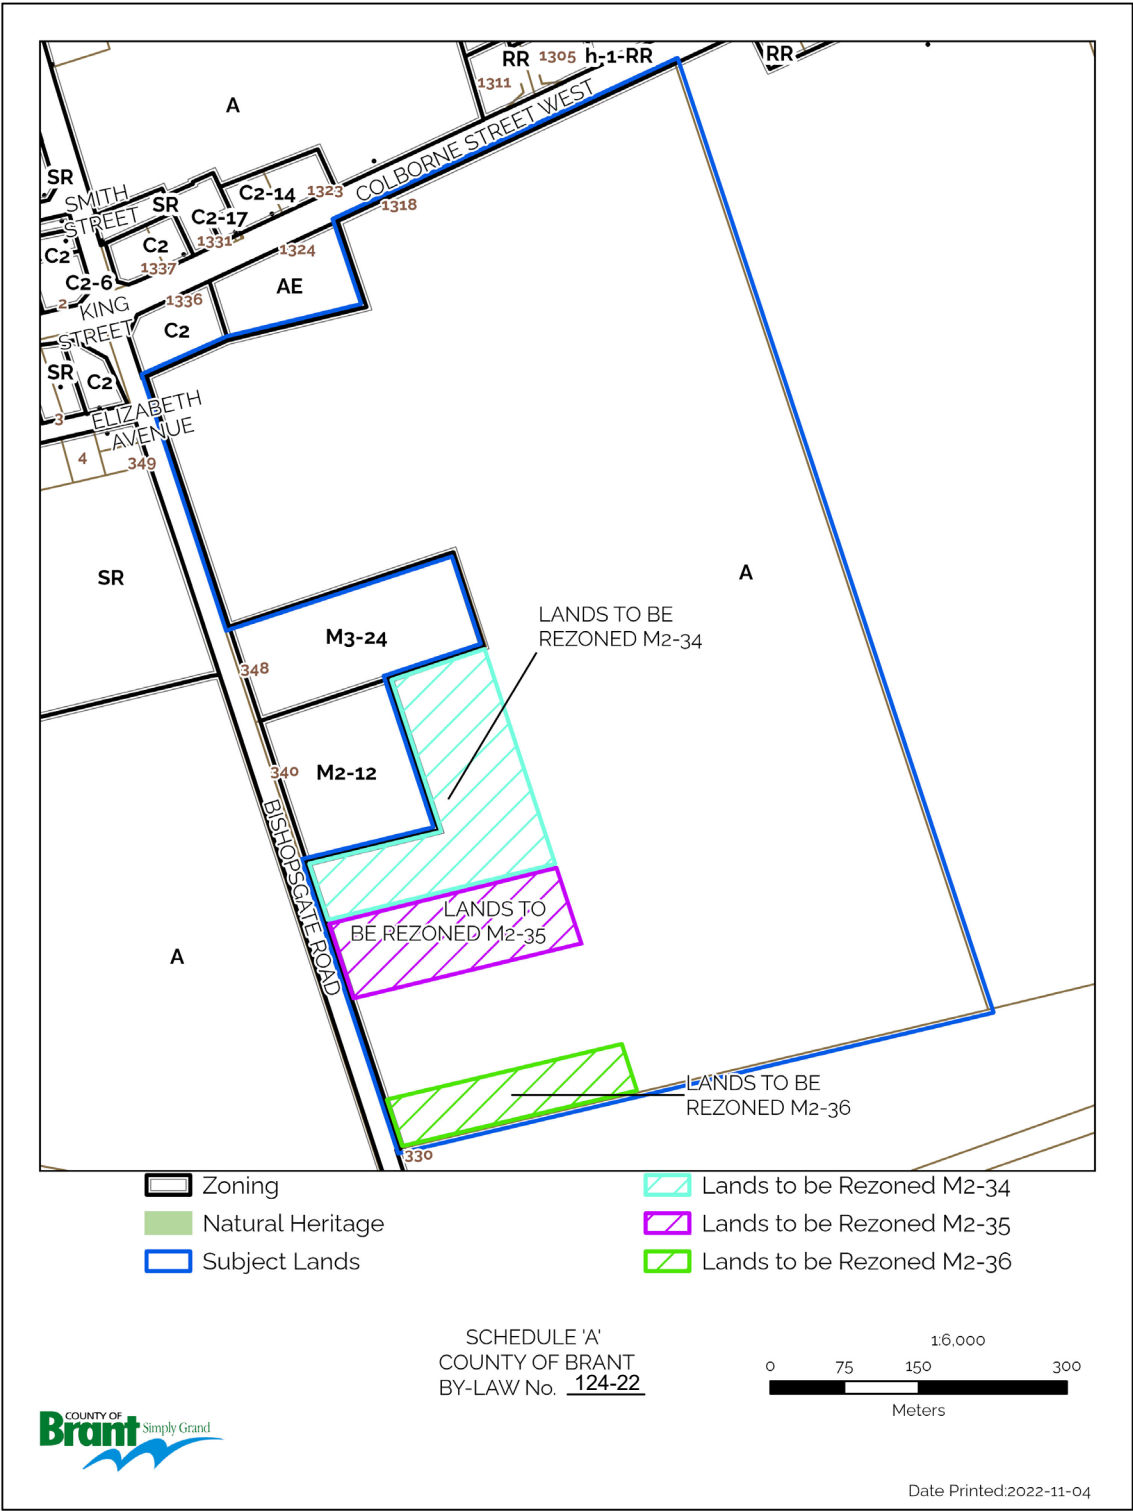 RR
1305
h-1-RR
RR
1311
A
COLBORNE STREET WEST
SR
SMITH
STREET
SR
C2-14
1323
C2-17
1318
C2
1331
1324
C2
1337
C2-6
AE
2
KING
STREET
1336
C2
SR
C2
3
ELIZABETH
AVENUE
4
349
SR
A
LANDS TO BE
REZONED M2-34
M3-24
348
M2-12
340
BISHOPSGATE ROAD
LANDS TO
BE REZONED M2-35
A
LANDS TO BE
REZONED M2-36
330
Zoning
Natural Heritage
Subject Lands
Lands to be Rezoned M2-34
Lands to be Rezoned M2-35
Lands to be Rezoned M2-36
SCHEDULE 'A'
COUNTY OF BRANT
BY-LAW No. 124-22
1:6,000
0 75 150 300
Meters
COUNTY OF
Brant Simply Grand
Date Printed:2022-11-04